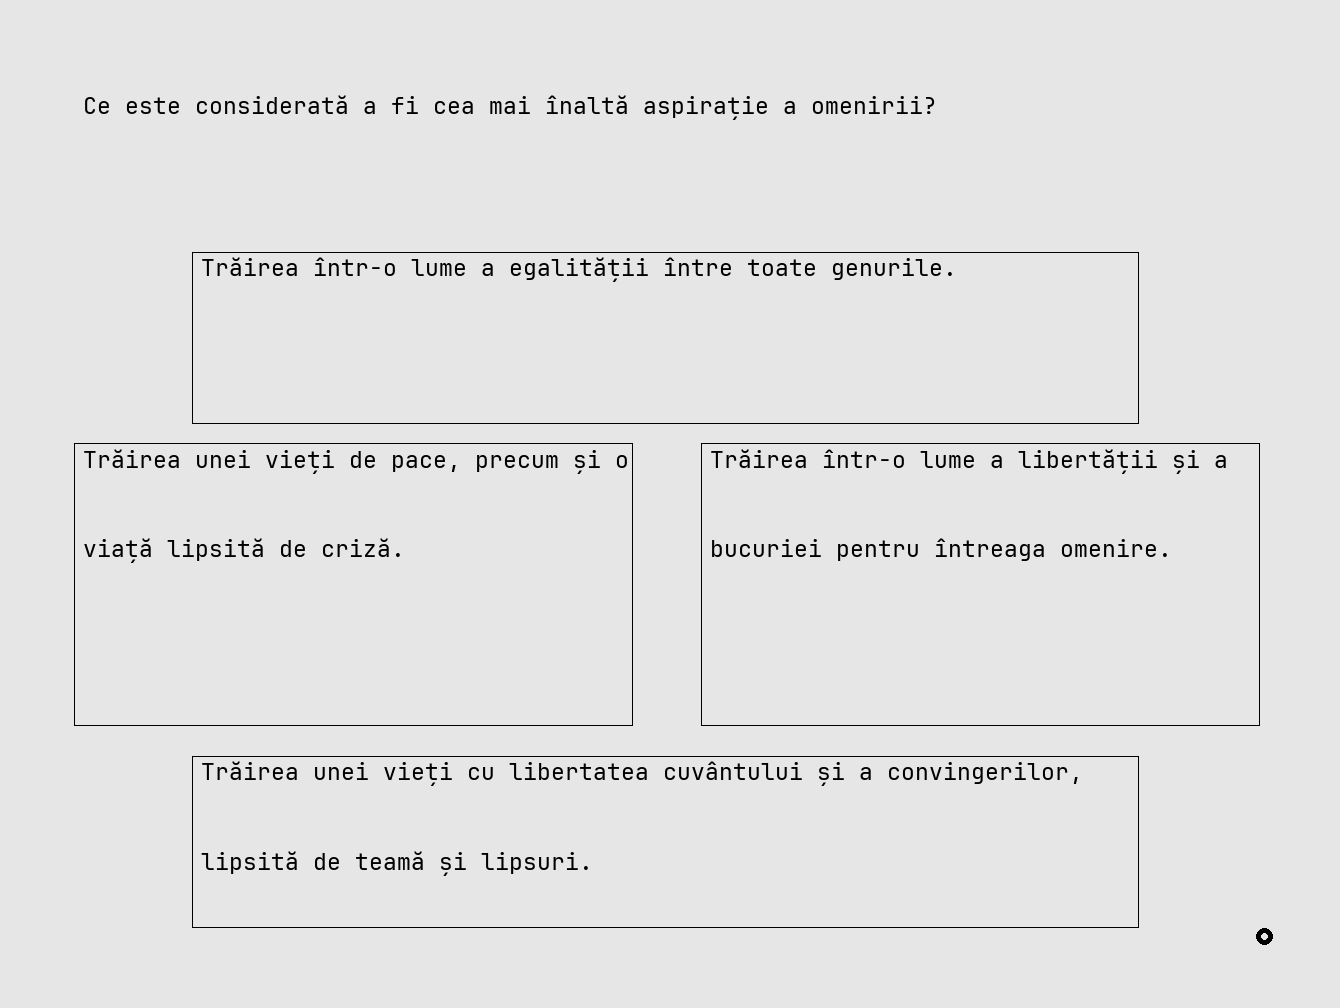 Ce este considerată a fi cea mai înaltă aspirație a omenirii?
Trăirea într-o lume a egalității între toate genurile.
Trăirea unei vieți de pace, precum și o
viață lipsită de criză.
Trăirea într-o lume a libertății și a
bucuriei pentru întreaga omenire.
Trăirea unei vieți cu libertatea cuvântului și a convingerilor,
lipsită de teamă și lipsuri.